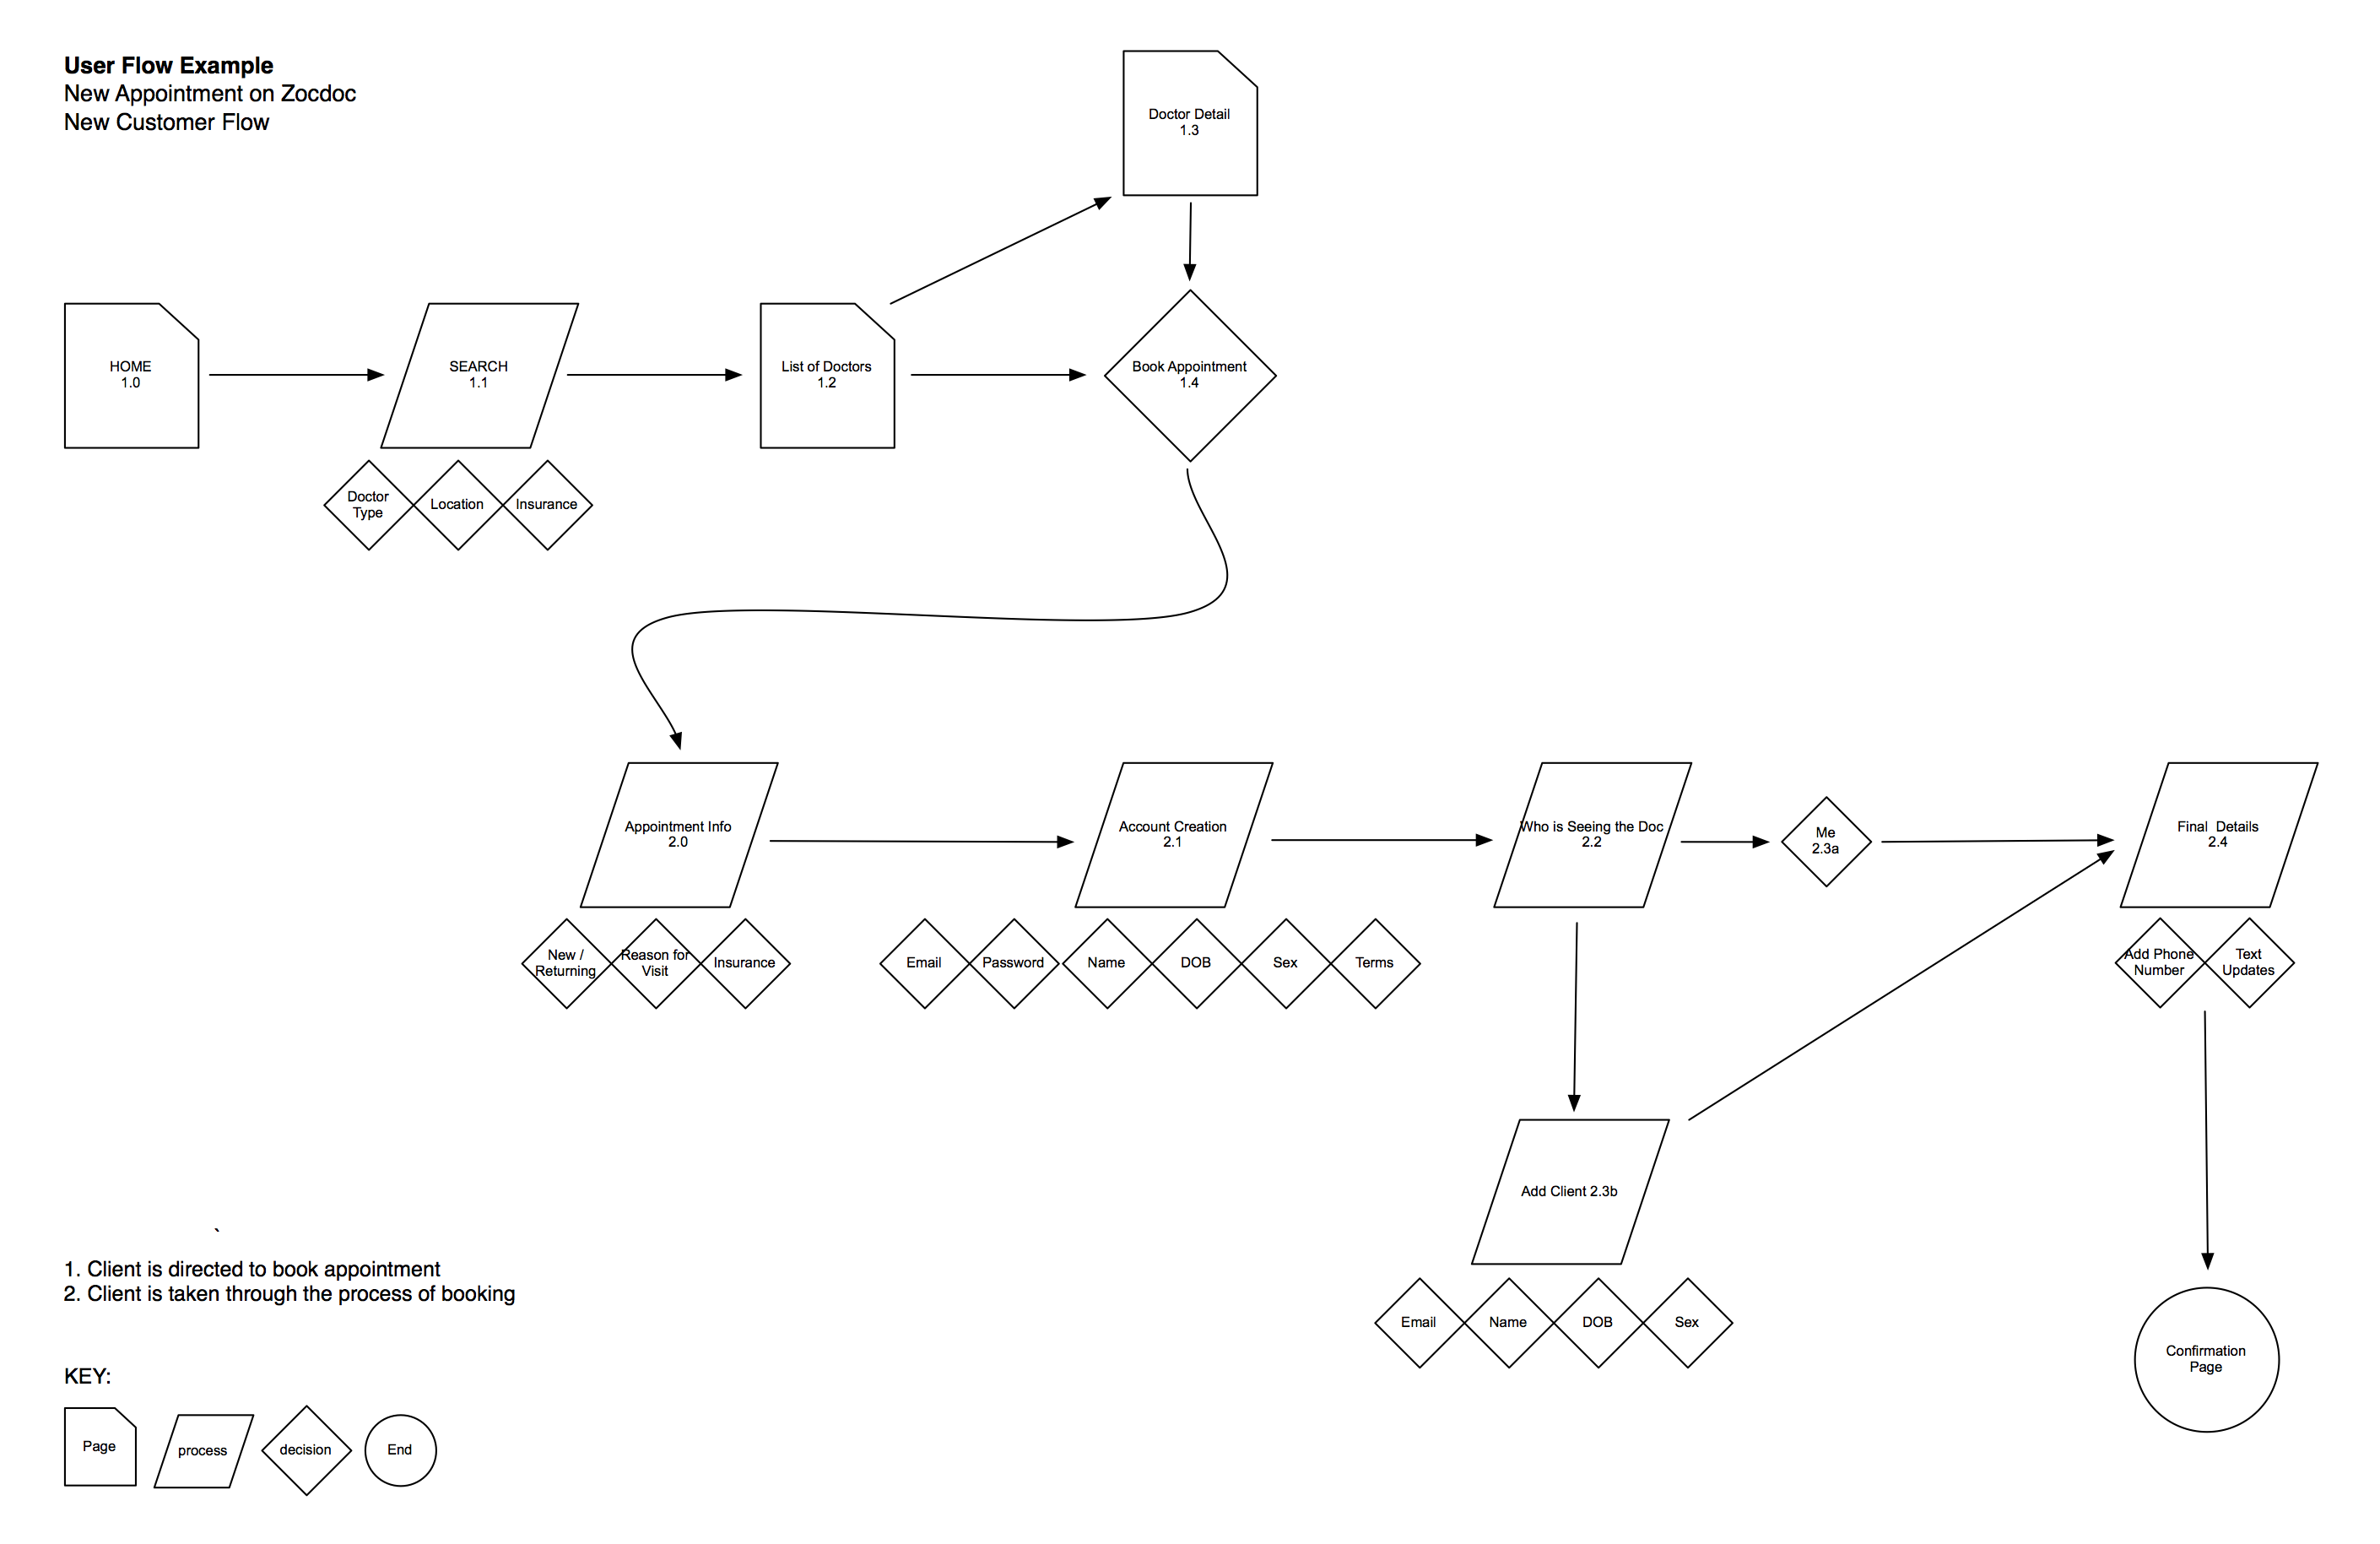 User Flow Example
New Appointment on Zocdoc
New Customer Flow
Doctor Detail
1.3
HOME
1.0
SEARCH
1.1
List of Doctors
1.2
Book Appointment
1.4
Doctor
Type
Location
Insurance
Appointment Info
2.0
Account Creation
2.1
Who is Seeing the Doc
2.2
Me
2.3a
Final Details
2.4
New /
Returning
Reason for
Visit
Insurance
Email
Password
Name
DOB
Sex
Terms
Add Phone
Number
Text
Updates
Add Client 2.3b
Email
Name
DOB
Sex
Confirmation
Page
`
1. Client is directed to book appointment
2. Client is taken through the process of booking
KEY:
Page
process
decision
End